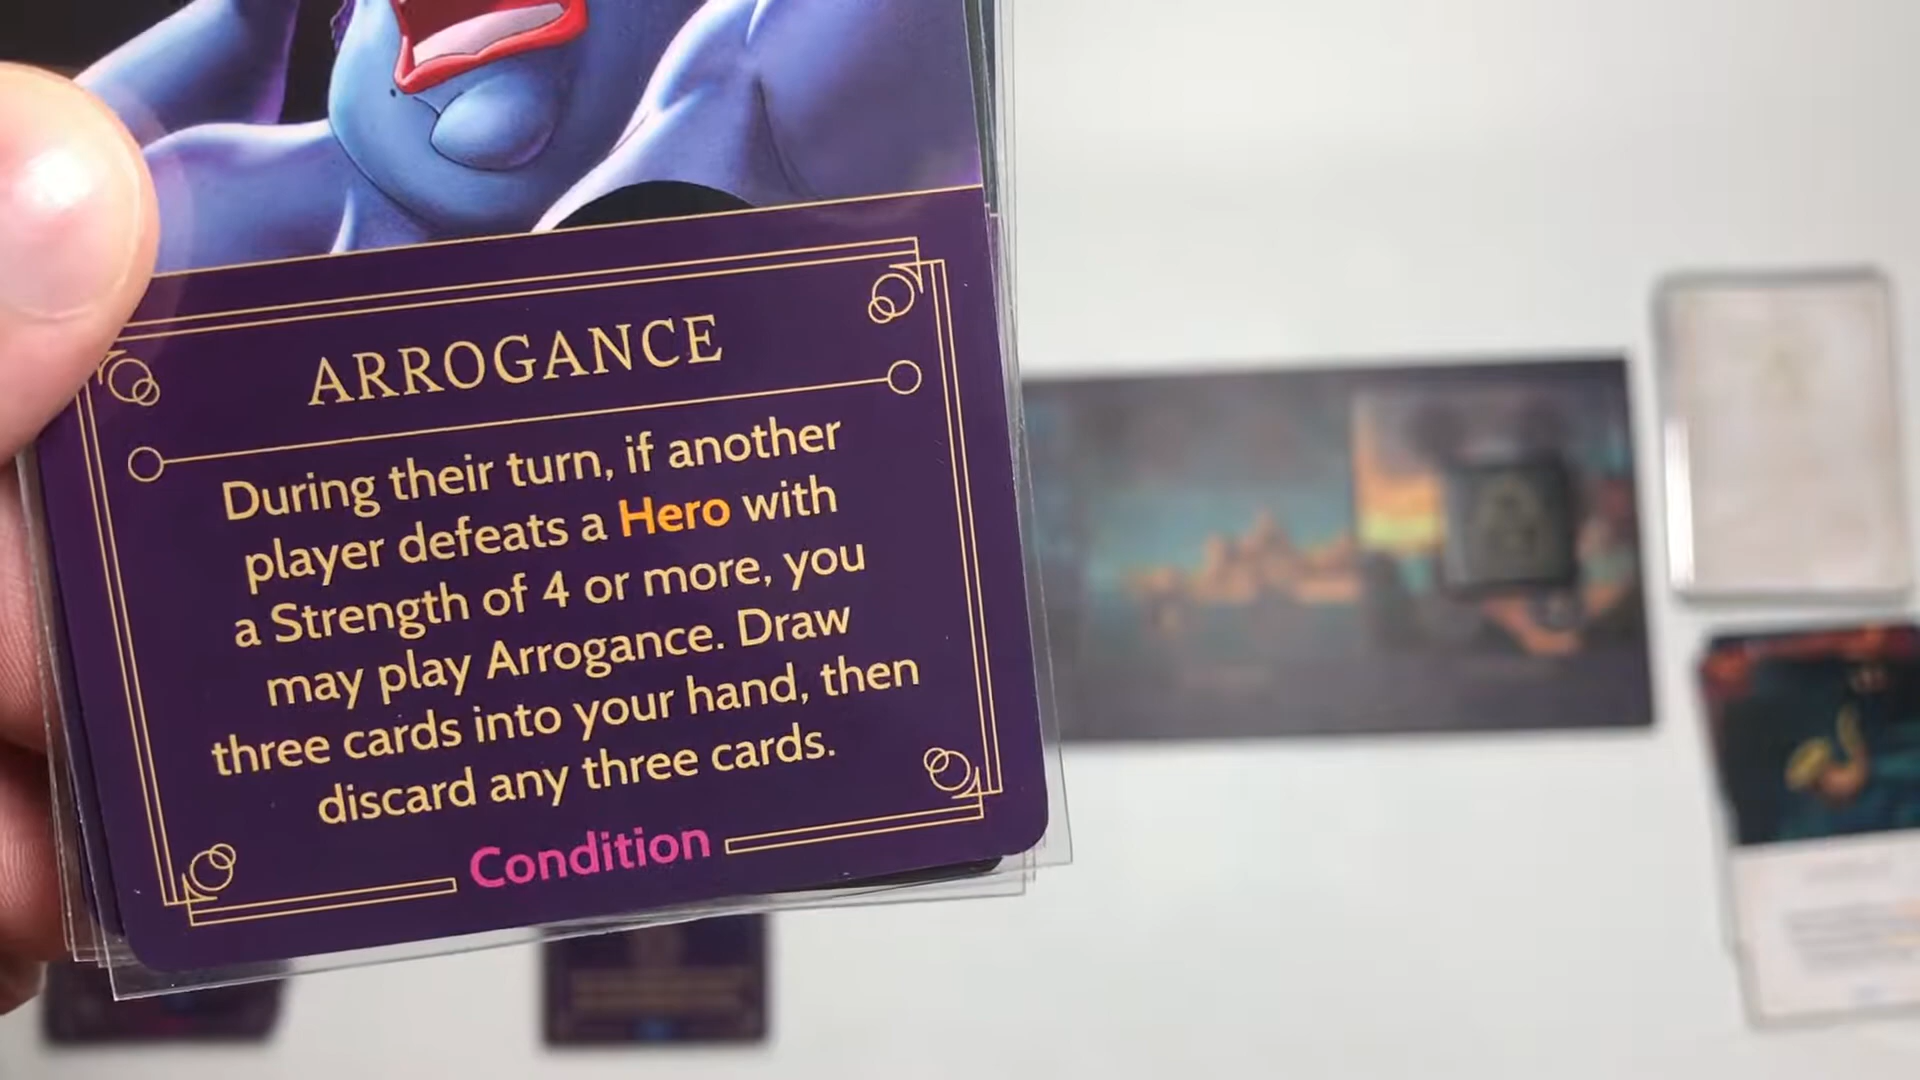 ARROGANCE
During their turn, if another
player defeats a Hero with
a Strength of 4 or more, you
may play Arrogance. Draw
three cards into your hand, then
discard any three cards.
Condition